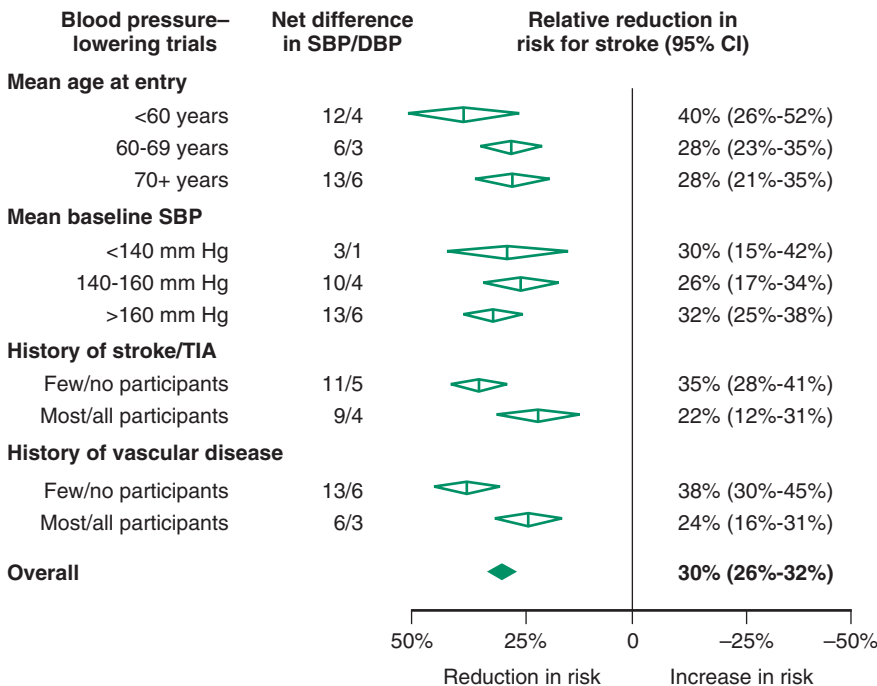 Blood pressure–lowering trials Net difference in SBP/DBP Relative reduction in risk for stroke (95% CI)
Mean age at entry
<60 years 12/4 40% (26%-52%)
60-69 years 6/3 28% (23%-35%)
70+ years 13/6 28% (21%-35%)
Mean baseline SBP
<140 mm Hg 3/1 30% (15%-42%)
140-160 mm Hg 10/4 26% (17%-34%)
>160 mm Hg 13/6 32% (25%-38%)
History of stroke/TIA
Few/no participants 11/5 35% (28%-41%)
Most/all participants 9/4 22% (12%-31%)
History of vascular disease
Few/no participants 13/6 38% (30%-45%)
Most/all participants 6/3 24% (16%-31%)
Overall 30% (26%-32%)
50% 25% 0 –25% –50%
Reduction in risk Increase in risk